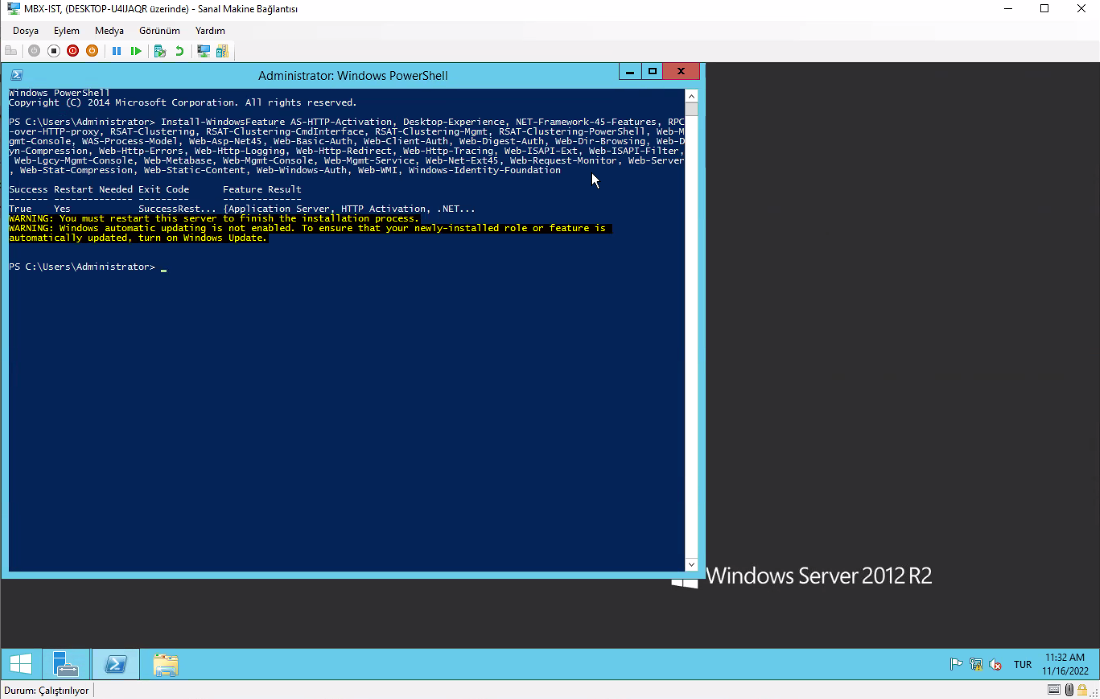 MBX-IST, (DESKTOP-U4IJAQR üzerinde) - Sanal Makine Bağlantısı
Dosya Eylem Medya Görünüm Yardım
Administrator: Windows PowerShell
Windows PowerShell
Copyright (C) 2014 Microsoft Corporation. All rights reserved.
PS C:\Users\Administrator> Install-WindowsFeature AS-HTTP-Activation, Desktop-Experience, NET-Framework-45-Features, RPC
-over-HTTP-proxy, RSAT-Clustering, RSAT-Clustering-CmdInterface, RSAT-Clustering-Mgmt, RSAT-Clustering-PowerShell, Web-M
gmt-Console, WAS-Process-Model, Web-Asp-Net45, Web-Basic-Auth, Web-Client-Auth, Web-Digest-Auth, Web-Dir-Browsing, Web-D
yn-Compression, Web-Http-Errors, Web-Http-Logging, Web-Http-Redirect, Web-Http-Tracing, Web-ISAPI-Ext, Web-ISAPI-Filter,
Web-Lgcy-Mgmt-Console, Web-Metabase, Web-Mgmt-Console, Web-Mgmt-Service, Web-Net-Ext45, Web-Request-Monitor, Web-Server
, Web-Stat-Compression, Web-Static-Content, Web-Windows-Auth, Web-WMI, Windows-Identity-Foundation
Success Restart Needed Exit Code Feature Result
------- -------------- --------- --------------
True Yes SuccessRest... {Application Server, HTTP Activation, .NET...
WARNING: You must restart this server to finish the installation process.
WARNING: Windows automatic updating is not enabled. To ensure that your newly-installed role or feature is
automatically updated, turn on Windows Update.
PS C:\Users\Administrator> _
Windows Server 2012 R2
TUR
11:32 AM
11/16/2022
Durum: Çalıştırılıyor